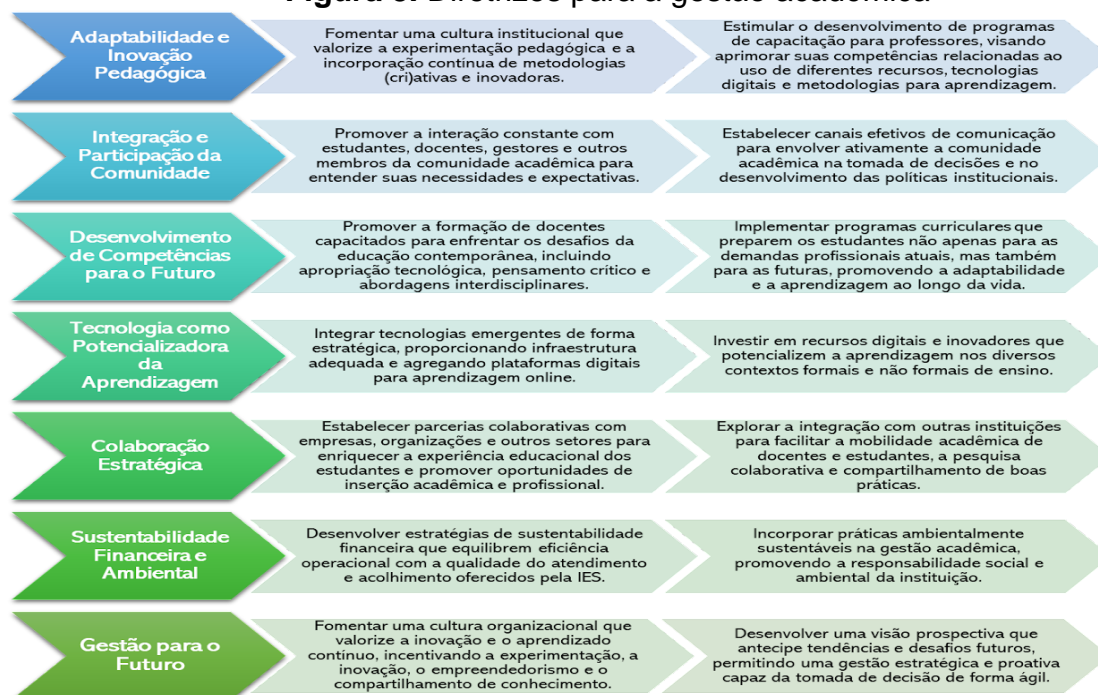 Figura 3. Diretrizes para a gestão acadêmica
Adaptabilidade e
Inovação
Pedagógica
Fomentar uma cultura institucional que
valorize a experimentação pedagógica e a
incorporação contínua de metodologias
(cri)ativas e inovadoras.
Estimular o desenvolvimento de programas
de capacitação para professores, visando
aprimorar suas competências relacionadas ao
uso de diferentes recursos, tecnologias
digitais e metodologias para aprendizagem.
Integração e
Participação da
Comunidade
Promover a interação constante com
estudantes, docentes, gestores e outros
membros da comunidade acadêmica para
entender suas necessidades e expectativas.
Estabelecer canais efetivos de comunicação
para envolver ativamente a comunidade
acadêmica na tomada de decisões e no
desenvolvimento das políticas institucionais.
Desenvolvimento
de Competências
para o Futuro
Promover a formação de docentes
capacitados para enfrentar os desafios da
educação contemporânea, incluindo
apropriação tecnológica, pensamento crítico e
abordagens interdisciplinares.
Implementar programas curriculares que
preparem os estudantes não apenas para as
demandas profissionais atuais, mas também
para as futuras, promovendo a adaptabilidade
e a aprendizagem ao longo da vida.
Tecnologia como
Potencializadora
da
Aprendizagem
Integrar tecnologias emergentes de forma
estratégica, proporcionando infraestrutura
adequada e agregando plataformas digitais
para aprendizagem online.
Investir em recursos digitais e inovadores que
potencializem a aprendizagem nos diversos
contextos formais e não formais de ensino.
Colaboração
Estratégica
Estabelecer parcerias colaborativas com
empresas, organizações e outros setores para
enriquecer a experiência educacional dos
estudantes e promover oportunidades de
inserção acadêmica e profissional.
Explorar a integração com outras instituições
para facilitar a mobilidade acadêmica de
docentes e estudantes, a pesquisa
colaborativa e compartilhamento de boas
práticas.
Sustentabilidade
Financeira e
Ambiental
Desenvolver estratégias de sustentabilidade
financeira que equilibrem eficiência
operacional com a qualidade do atendimento
e acolhimento oferecidos pela IES.
Incorporar práticas ambientalmente
sustentáveis na gestão acadêmica,
promovendo a responsabilidade social e
ambiental da instituição.
Gestão para o
Futuro
Fomentar uma cultura organizacional que
valorize a inovação e o aprendizado
contínuo, incentivando a experimentação, a
inovação, o empreendedorismo e o
compartilhamento de conhecimento.
Desenvolver uma visão prospectiva que
antecipe tendências e desafios futuros,
permitindo uma gestão estratégica e proativa
capaz da tomada de decisão de forma ágil.